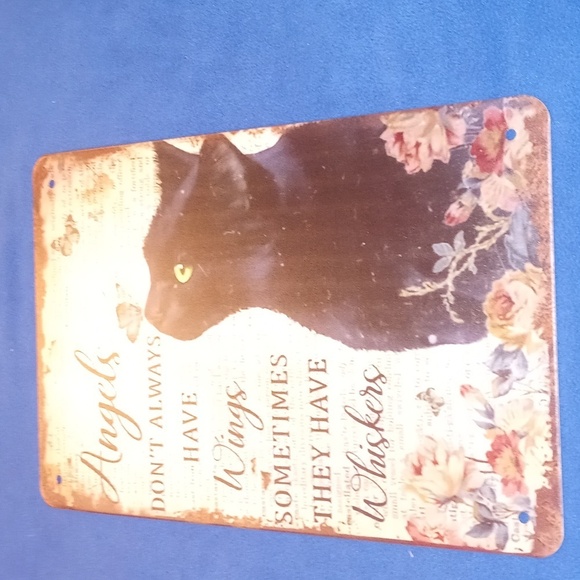 Angels
DON'T ALWAYS
HAVE
Wings
SOMETIMES
THEY HAVE
Whiskers